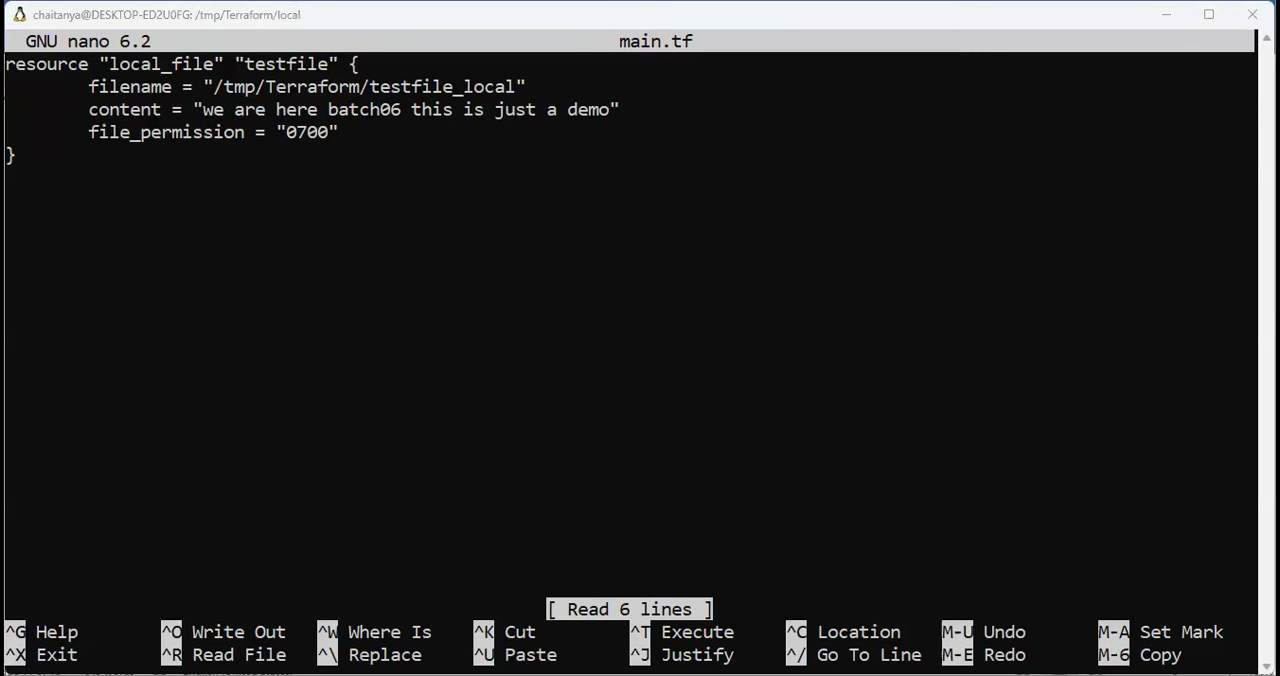 chaitanya@DESKTOP-ED2U0FG: /tmp/Terraform/local
GNU nano 6.2 main.tf
resource "local_file" "testfile" {
filename = "/tmp/Terraform/testfile_local"
content = "we are here batch06 this is just a demo"
file_permission = "0700"
}
[ Read 6 lines ]
^G Help ^O Write Out ^W Where Is ^K Cut ^T Execute ^C Location M-U Undo M-A Set Mark
^X Exit ^R Read File ^\ Replace ^U Paste ^J Justify ^/ Go To Line M-E Redo M-6 Copy